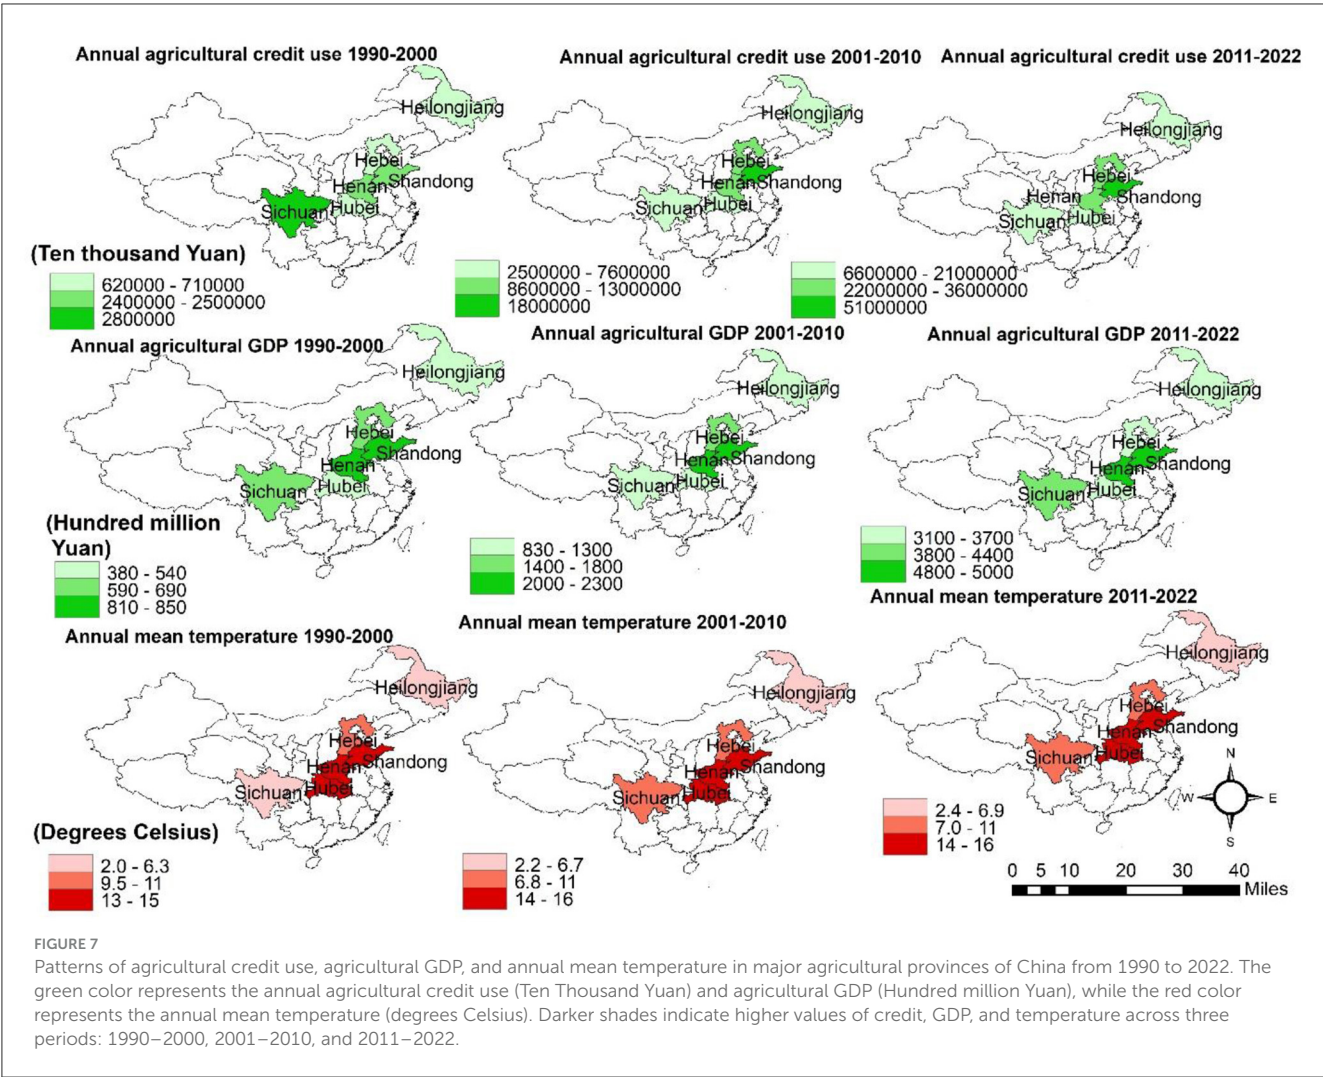 Annual agricultural credit use 1990-2000
Heilongjiang
Hebei
Henan
Shandong
Sichuan
Hubei
(Ten thousand Yuan)
620000 - 710000
2400000 - 2500000
2800000
Annual agricultural credit use 2001-2010
Heilongjiang
Hebei
Henan
Shandong
Sichuan
Hubei
2500000 - 7600000
8600000 - 13000000
18000000
Annual agricultural credit use 2011-2022
Heilongjiang
Hebei
Henan
Shandong
Sichuan
Hubei
6600000 - 21000000
22000000 - 36000000
51000000
Annual agricultural GDP 1990-2000
Heilongjiang
Hebei
Shandong
Henan
Sichuan
Hubei
(Hundred million
Yuan)
380 - 540
590 - 690
810 - 850
Annual agricultural GDP 2001-2010
Heilongjiang
Hebei
Henan
Shandong
Sichuan
Hubei
830 - 1300
1400 - 1800
2000 - 2300
Annual agricultural GDP 2011-2022
Heilongjiang
Hebei
Henan
Shandong
Sichuan
Hubei
3100 - 3700
3800 - 4400
4800 - 5000
Annual mean temperature 1990-2000
Heilongjiang
Hebei
Henan
Shandong
Sichuan
Hubei
(Degrees Celsius)
2.0 - 6.3
9.5 - 11
13 - 15
Annual mean temperature 2001-2010
Heilongjiang
Hebei
Henan
Shandong
Sichuan
Hubei
2.2 - 6.7
6.8 - 11
14 - 16
Annual mean temperature 2011-2022
Heilongjiang
Hebei
Henan
Shandong
Sichuan
Hubei
2.4 - 6.9
7.0 - 11
14 - 16
N
W
E
S
0 5 10 20 30 40
Miles
FIGURE 7
Patterns of agricultural credit use, agricultural GDP, and annual mean temperature in major agricultural provinces of China from 1990 to 2022. The
green color represents the annual agricultural credit use (Ten Thousand Yuan) and agricultural GDP (Hundred million Yuan), while the red color
represents the annual mean temperature (degrees Celsius). Darker shades indicate higher values of credit, GDP, and temperature across three
periods: 1990–2000, 2001–2010, and 2011–2022.